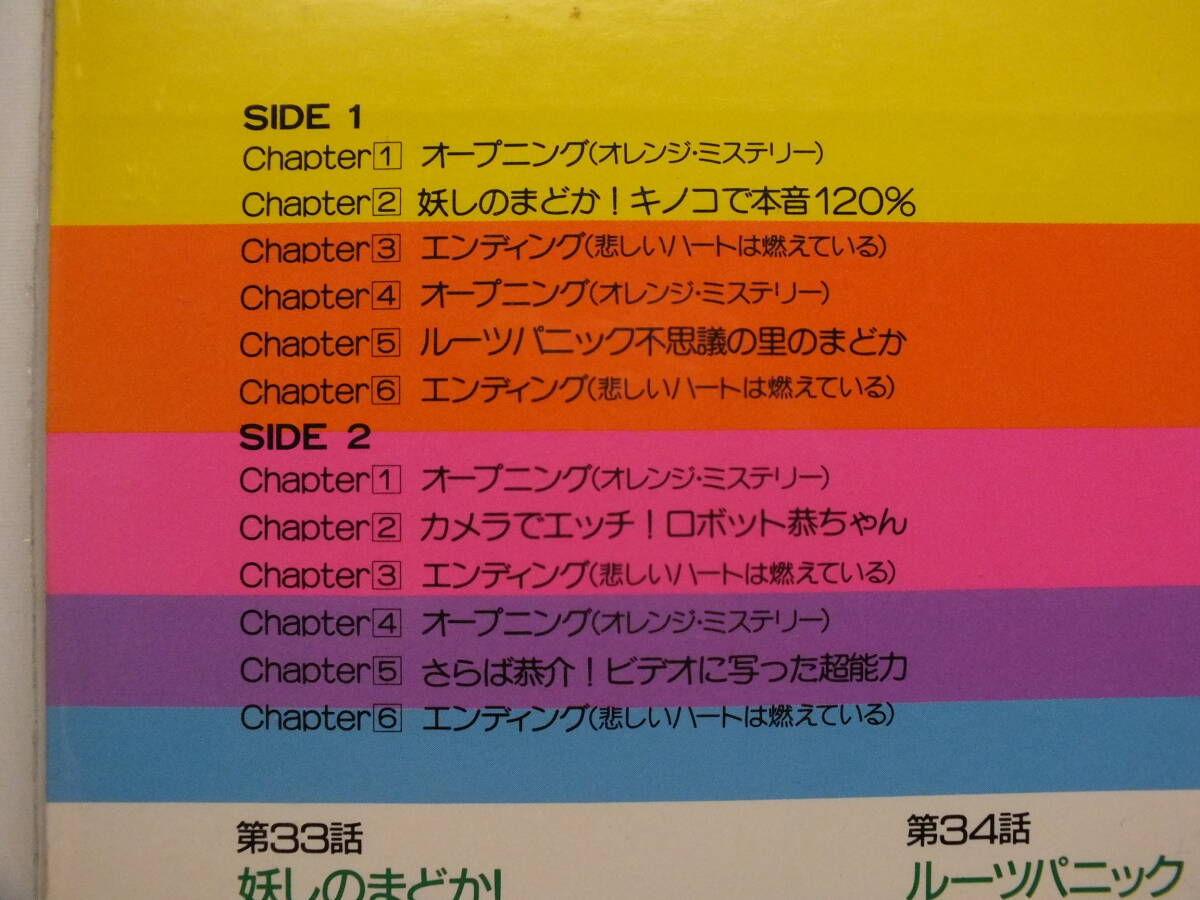 SIDE 1
Chapter1 オープニング(オレンジ・ミステリー)
Chapter2 妖しのまどか!キノコで本音120%
Chapter3 エンディング(悲しいハートは燃えている)
Chapter4 オープニング(オレンジ・ミステリー)
Chapter5 ルーツパニック不思議の里のまどか
Chapter6 エンディング(悲しいハートは燃えている)
SIDE 2
Chapter1 オープニング(オレンジ・ミステリー)
Chapter2 カメラでエッチ!ロボット恭ちゃん
Chapter3 エンディング(悲しいハートは燃えている)
Chapter4 オープニング(オレンジ・ミステリー)
Chapter5 さらば恭介!ビデオに写った超能力
Chapter6 エンディング(悲しいハートは燃えている)
第33話
妖しのまどか!
第34話
ルーツパニック